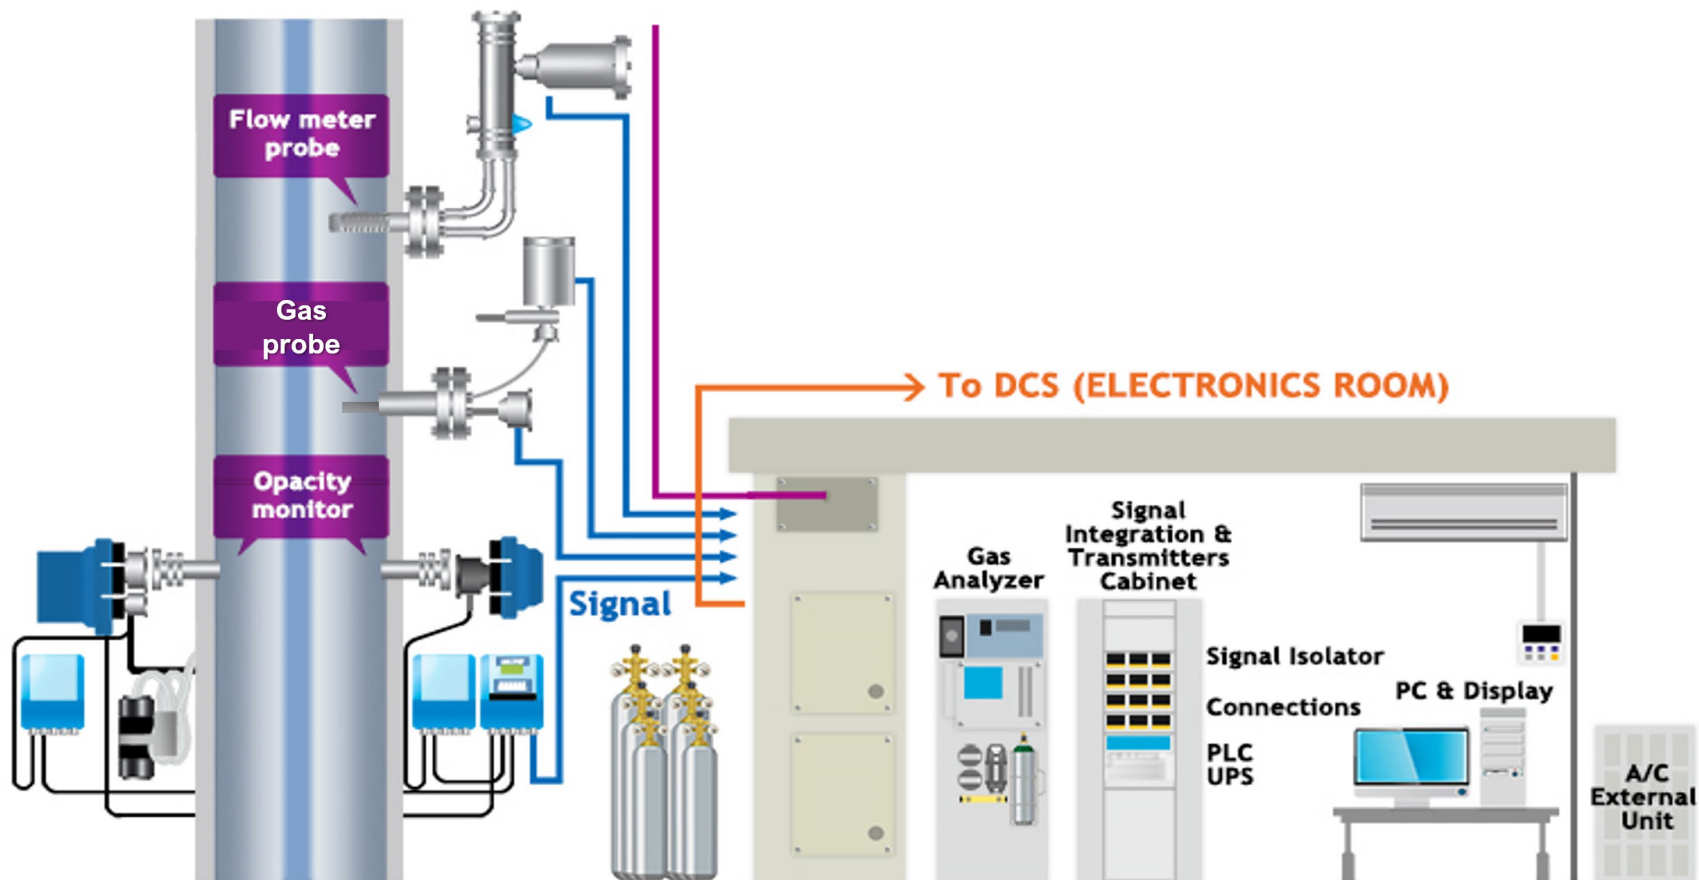 Flow meter
probe
Gas
probe
Opacity
monitor
Signal
To DCS (ELECTRONICS ROOM)
Gas
Analyzer
Signal
Integration &
Transmitters
Cabinet
Signal Isolator
Connections
PLC
UPS
PC & Display
A/C
External
Unit